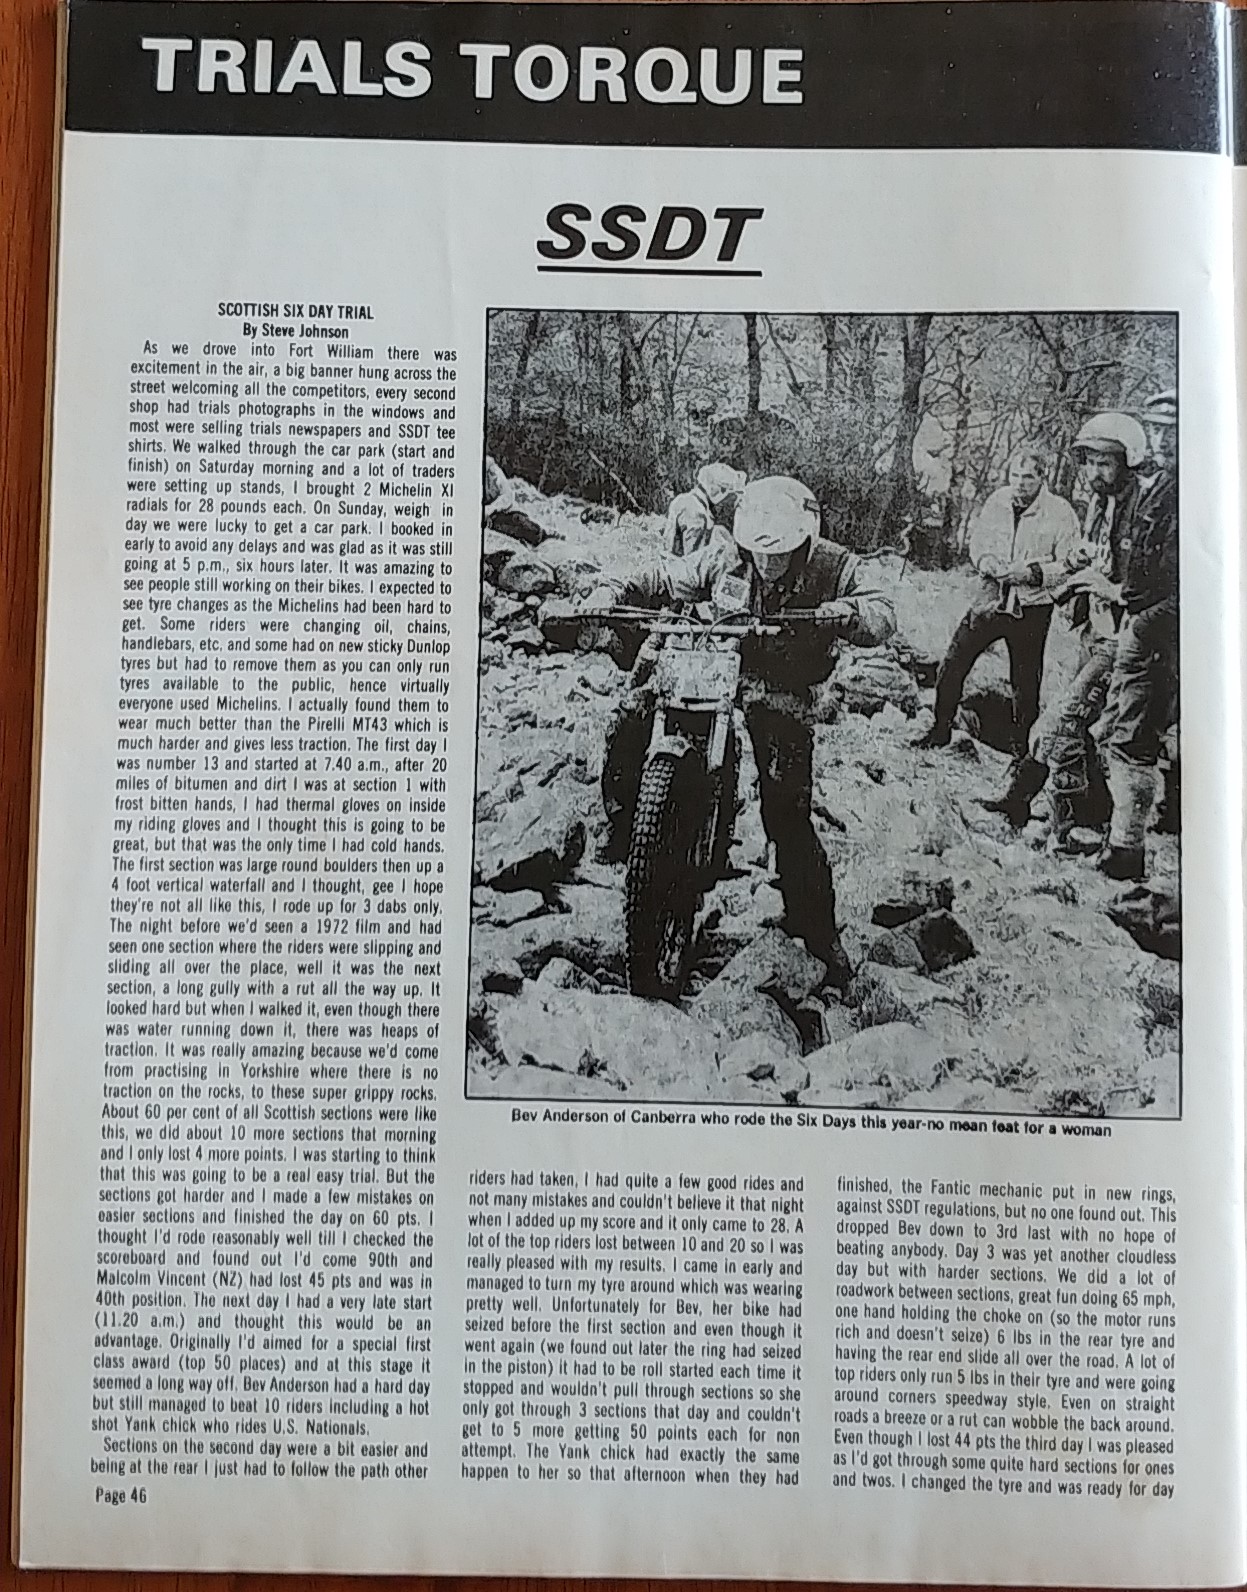 TRIALS TORQUE
SSDT
SCOTTISH SIX DAY TRIAL
By Steve Johnson
As we drove into Fort William there was
excitement in the air, a big banner hung across the
street welcoming all the competitors, every second
shop had trials photographs in the windows and
most were selling trials newspapers and SSDT tee
shirts. We walked through the car park (start and
finish) on Saturday morning and a lot of traders
were setting up stands, I brought 2 Michelin XI
radials for 28 pounds each. On Sunday, weigh in
day we were lucky to get a car park. I booked in
early to avoid any delays and was glad as it was still
going at 5 p.m., six hours later. It was amazing to
see people still working on their bikes. I expected to
see tyre changes as the Michelins had been hard to
get. Some riders were changing oil, chains,
handlebars, etc. and some had on new sticky Dunlop
tyres but had to remove them as you can only run
tyres available to the public, hence virtually
everyone used Michelins. I actually found them to
wear much better than the Pirelli MT43 which is
much harder and gives less traction. The first day I
was number 13 and started at 7.40 a.m., after 20
miles of bitumen and dirt I was at section 1 with
frost bitten hands, I had thermal gloves on inside
my riding gloves and I thought this is going to be
great, but that was the only time I had cold hands.
The first section was large round boulders then up a
4 foot vertical waterfall and I thought, gee I hope
they're not all like this, I rode up for 3 dabs only.
The night before we'd seen a 1972 film and had
seen one section where the riders were slipping and
sliding all over the place, well it was the next
section, a long gully with a rut all the way up. It
looked hard but when I walked it, even though there
was water running down it, there was heaps of
traction. It was really amazing because we'd come
from practising in Yorkshire where there is no
traction on the rocks, to these super grippy rocks.
About 60 per cent of all Scottish sections were like
this, we did about 10 more sections that morning
and I only lost 4 more points. I was starting to think
that this was going to be a real easy trial. But the
sections got harder and I made a few mistakes on
easier sections and finished the day on 60 pts. I
thought I'd rode reasonably well till I checked the
scoreboard and found out I'd come 90th and
Malcolm Vincent (NZ) had lost 45 pts and was in
40th position. The next day I had a very late start
(11.20 a.m.) and thought this would be an
advantage. Originally I'd aimed for a special first
class award (top 50 places) and at this stage it
seemed a long way off. Bev Anderson had a hard day
but still managed to beat 10 riders including a hot
shot Yank chick who rides U.S. Nationals.
Sections on the second day were a bit easier and
being at the rear I just had to follow the path other
Bev Anderson of Canberra who rode the Six Days this year-no mean feat for a woman
riders had taken, I had quite a few good rides and
not many mistakes and couldn't believe it that night
when I added up my score and it only came to 28. A
lot of the top riders lost between 10 and 20 so I was
really pleased with my results. I came in early and
managed to turn my tyre around which was wearing
pretty well. Unfortunately for Bev, her bike had
seized before the first section and even though it
went again (we found out later the ring had seized
in the piston) it had to be roll started each time it
stopped and wouldn't pull through sections so she
only got through 3 sections that day and couldn't
get to 5 more getting 50 points each for non
attempt. The Yank chick had exactly the same
happen to her so that afternoon when they had
finished, the Fantic mechanic put in new rings,
against SSDT regulations, but no one found out. This
dropped Bev down to 3rd last with no hope of
beating anybody. Day 3 was yet another cloudless
day but with harder sections. We did a lot of
roadwork between sections, great fun doing 65 mph,
one hand holding the choke on (so the motor runs
rich and doesn't seize) 6 lbs in the rear tyre and
having the rear end slide all over the road. A lot of
top riders only run 5 lbs in their tyre and were going
around corners speedway style. Even on straight
roads a breeze or a rut can wobble the back around.
Even though I lost 44 pts the third day I was pleased
as I'd got through some quite hard sections for ones
and twos. I changed the tyre and was ready for day
Page 46